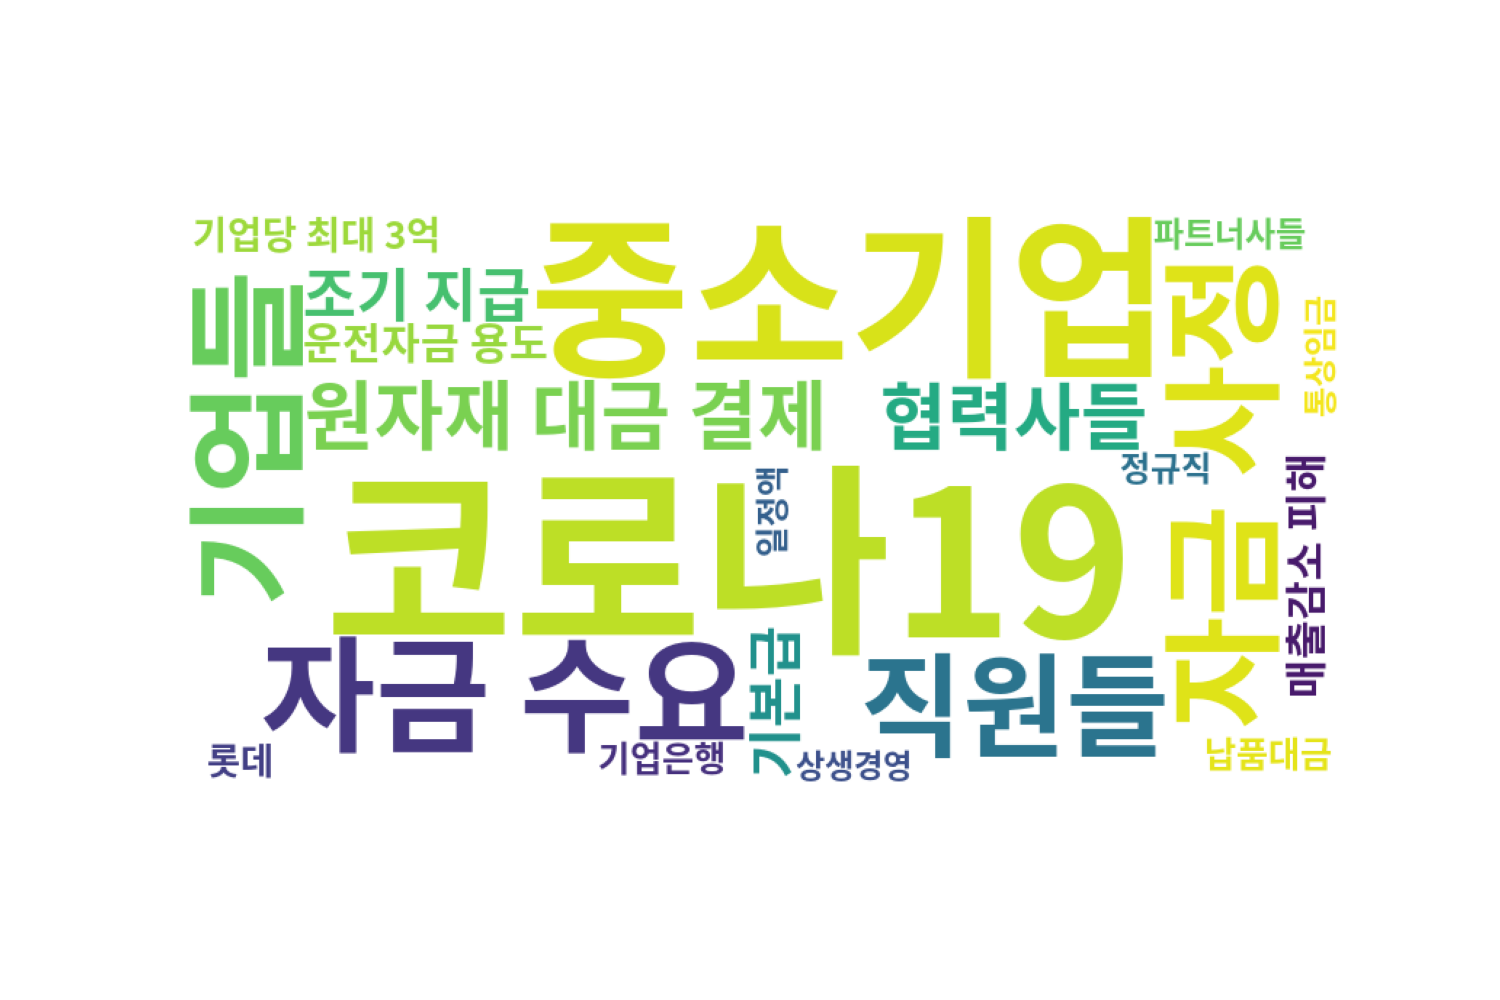 기업당 최대 3억
중소기업
파트너사들
조기 지급
운전자금 용도
기업들
원자재 대금 결제
협력사들
자금 사정
통상임금
정규직
코로나19
일정액
매출감소 피해
자금 수요
기본급
직원들
롯데
기업은행
상생경영
납품대금